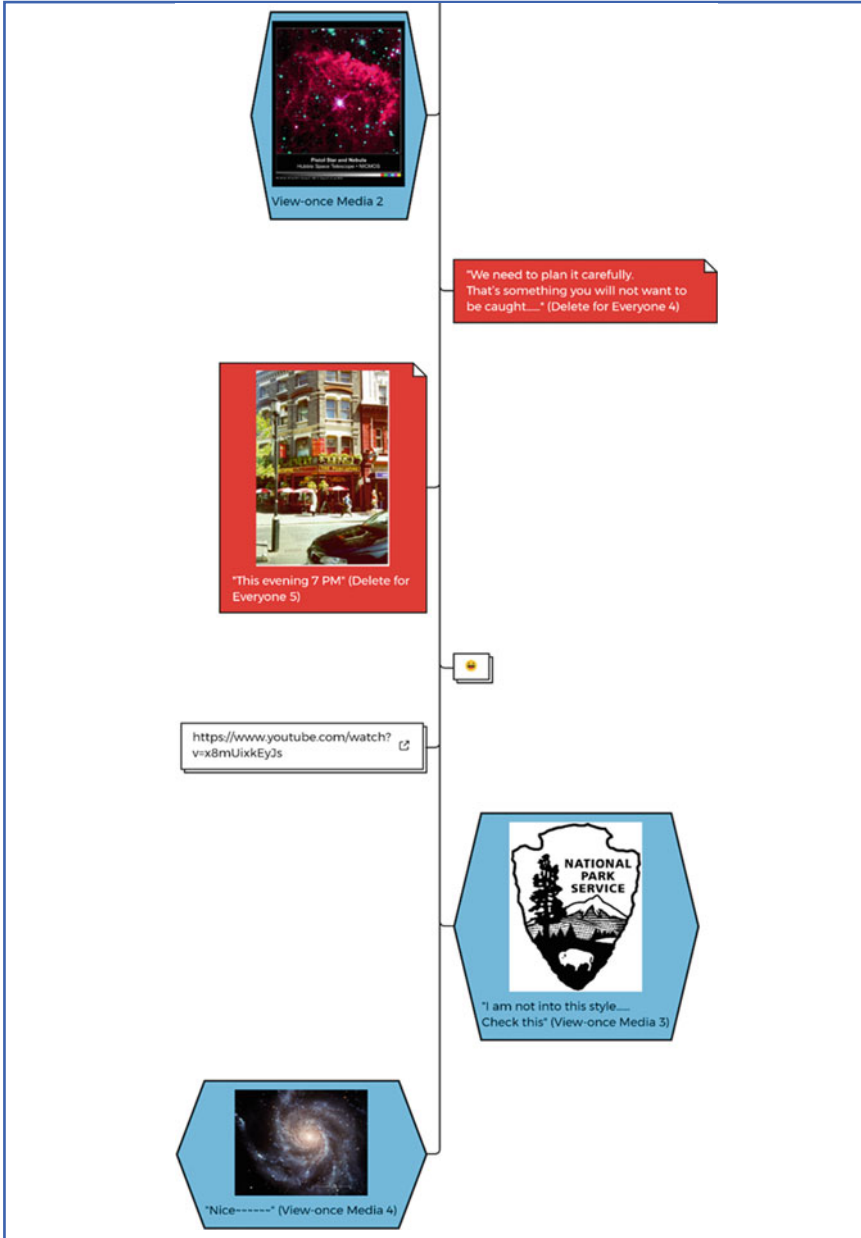 Pistol Star and Nebula
Hubble Space Telescope • NICMOS
View-once Media 2
"We need to plan it carefully.
That's something you will not want to
be caught......" (Delete for Everyone 4)
"This evening 7 PM" (Delete for
Everyone 5)
😆
https://www.youtube.com/watch?
v=x8mUixkEyJs
NATIONAL
PARK
SERVICE
"I am not into this style......
Check this" (View-once Media 3)
"Nice------" (View-once Media 4)